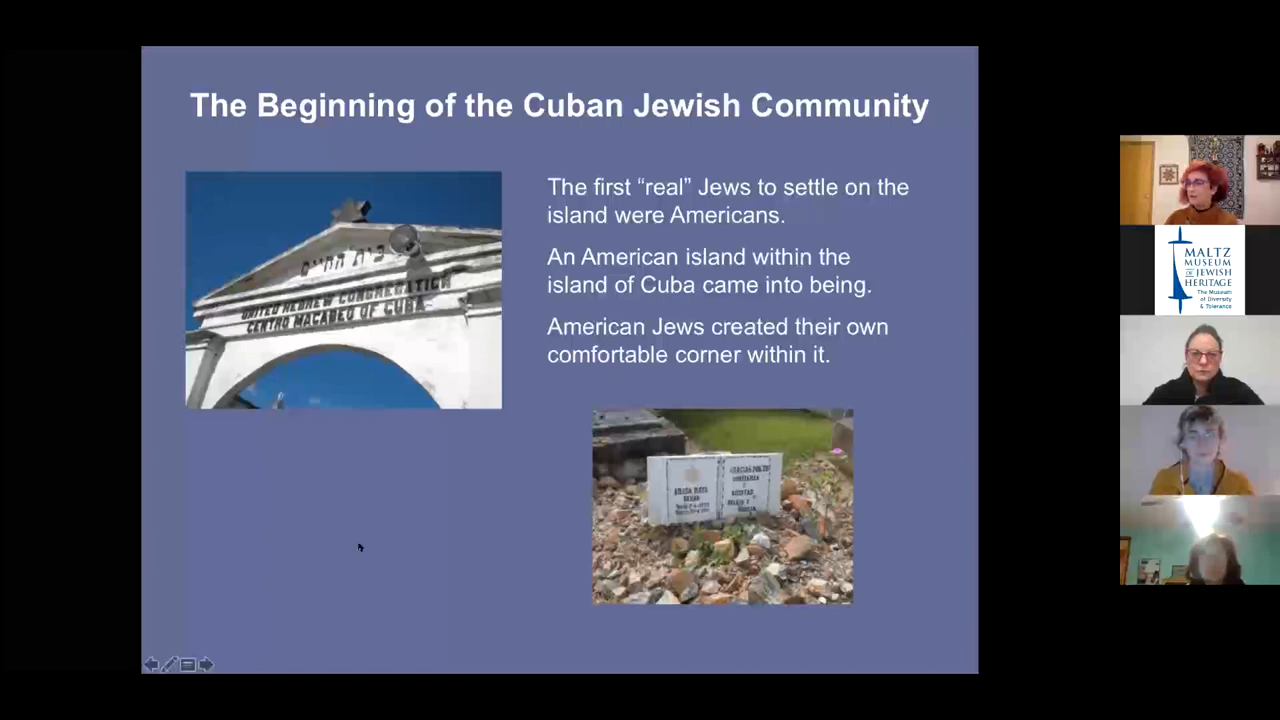 The Beginning of the Cuban Jewish Community
The first “real” Jews to settle on the
island were Americans.
An American island within the
island of Cuba came into being.
American Jews created their own
comfortable corner within it.
UNITED HEBREW CONGREGATION
CENTRO MACABEO OF CUBA
MALTZ
MUSEUM
OF JEWISH
HERITAGE
The Museum
of Diversity
& Tolerance